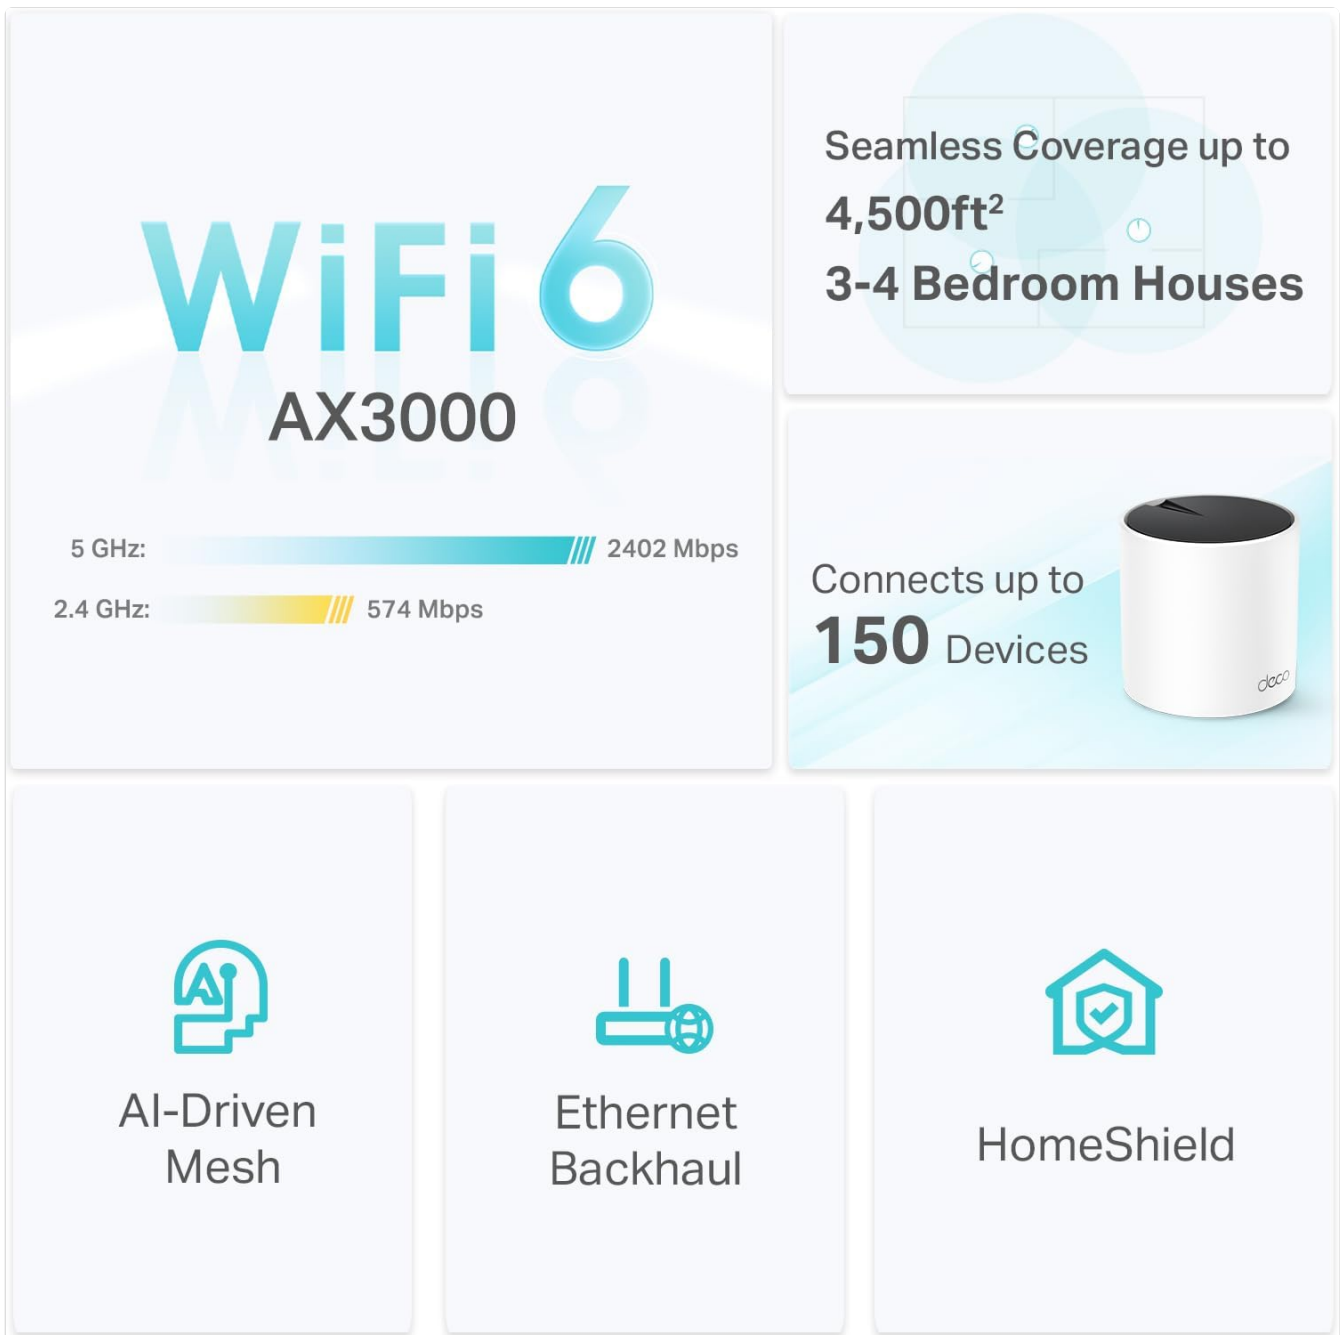 WiFi 6
AX3000
5 GHz: 2402 Mbps
2.4 GHz: 574 Mbps
Seamless Coverage up to
4,500ft²
3-4 Bedroom Houses
Connects up to
150 Devices
deco
AI
AI-Driven
Mesh
Ethernet
Backhaul
HomeShield